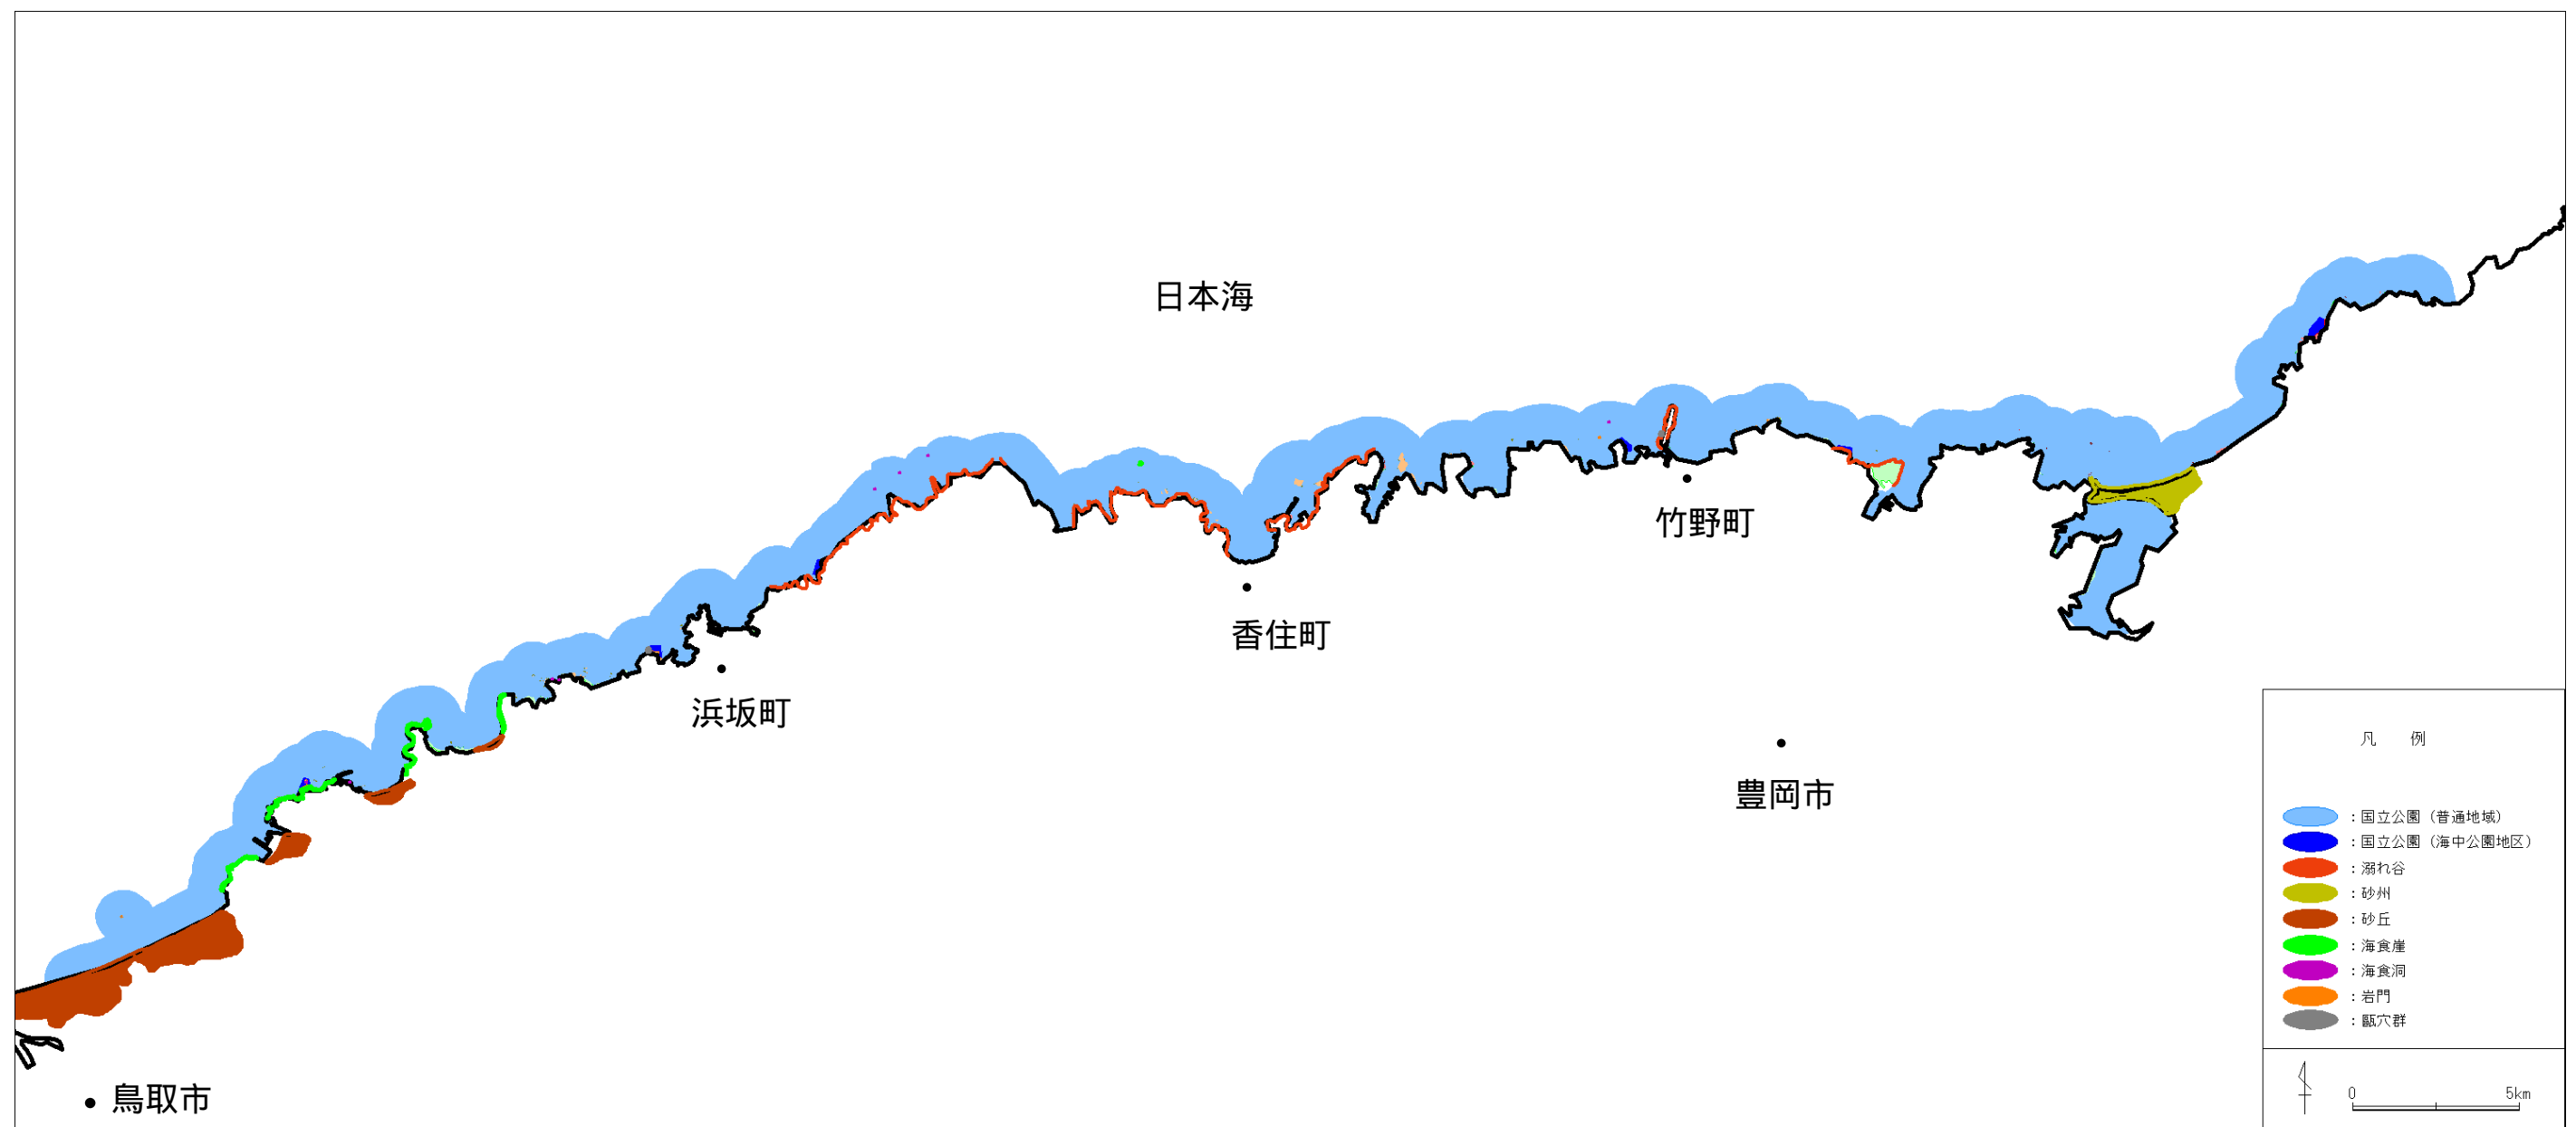 日本海
竹野町
香住町
浜坂町
豊岡市
鳥取市
凡 例
：国立公園（普通地域）
：国立公園（海中公園地区）
：溺れ谷
：砂州
：砂丘
：海食崖
：海食洞
：岩門
：甌穴群
0 5km